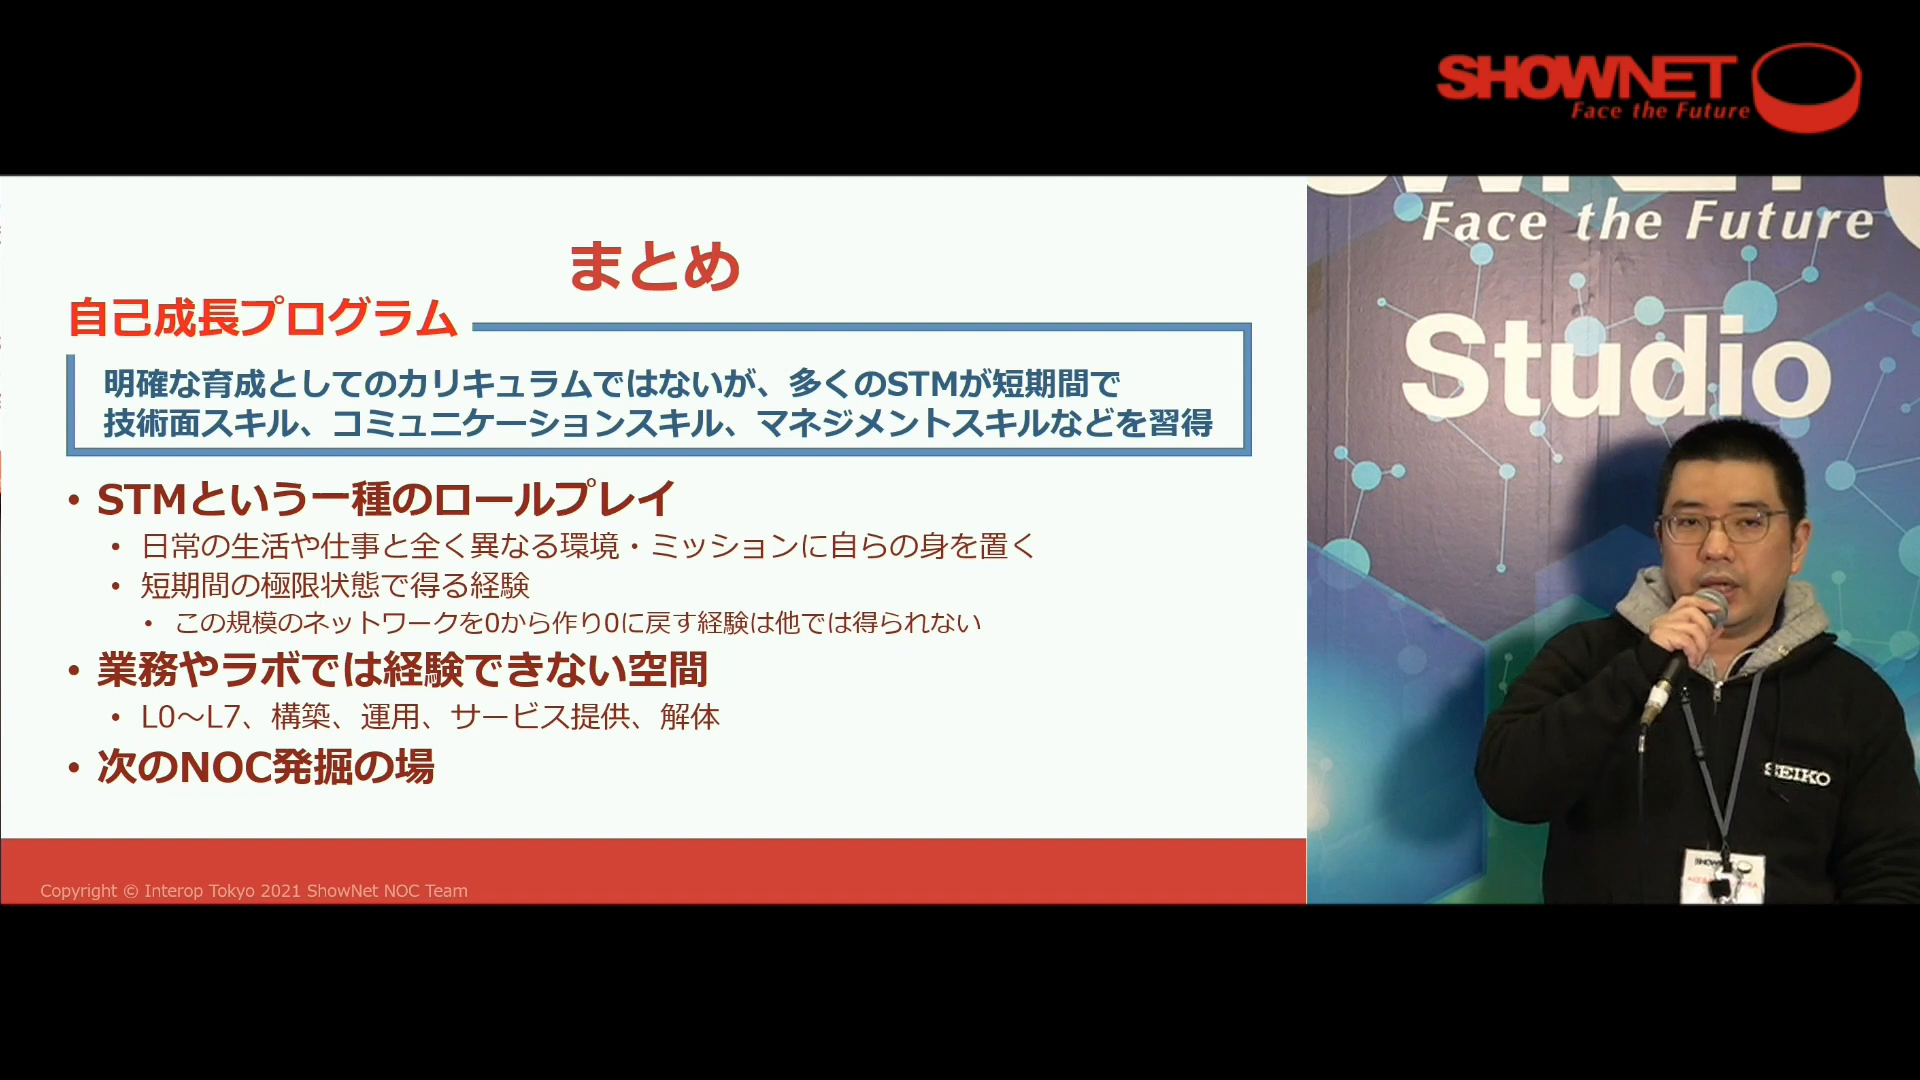 SHOWNET
Face the Future
まとめ
自己成長プログラム
明確な育成としてのカリキュラムではないが、多くのSTMが短期間で
技術面スキル、コミュニケーションスキル、マネジメントスキルなどを習得
• STMという一種のロールプレイ
• 日常の生活や仕事と全く異なる環境・ミッションに自らの身を置く
• 短期間の極限状態で得る経験
• この規模のネットワークを0から作り0に戻す経験は他では得られない
• 業務やラボでは経験できない空間
• L0～L7、構築、運用、サービス提供、解体
• 次のNOC発掘の場
Copyright © Interop Tokyo 2021 ShowNet NOC Team
Face the Future
Studio
SEIKO